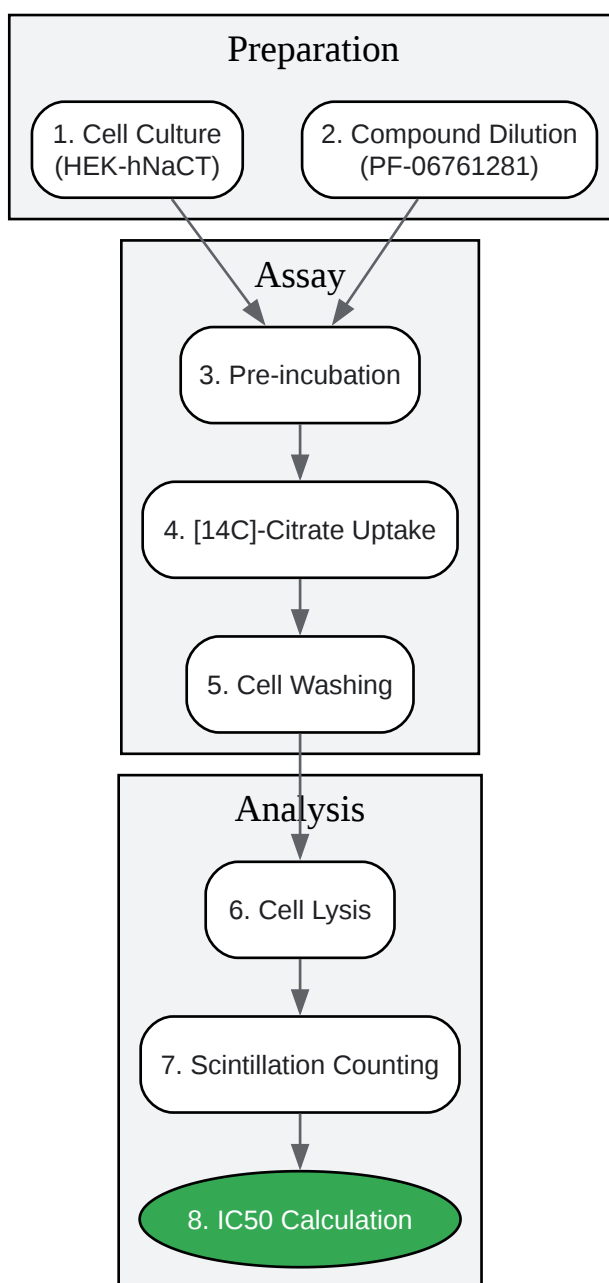 Preparation
1. Cell Culture
(HEK-hNaCT)
2. Compound Dilution
(PF-06761281)
Assay
3. Pre-incubation
4. [14C]-Citrate Uptake
5. Cell Washing
Analysis
6. Cell Lysis
7. Scintillation Counting
8. IC50 Calculation